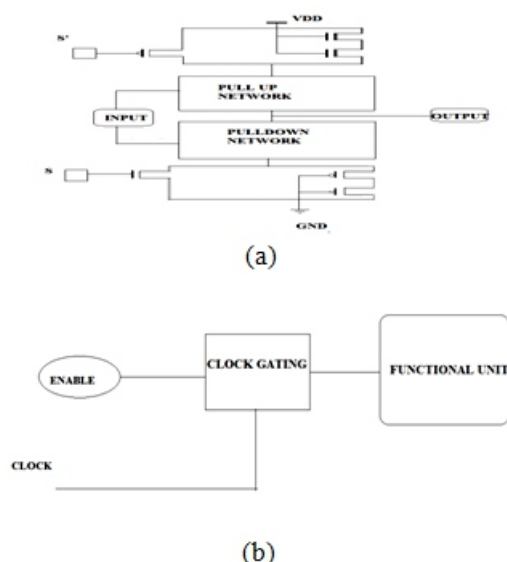 VDD
S'
PULL UP
NETWORK
INPUT
OUTPUT
PULLDOWN
NETWORK
S
GND
(a)
CLOCK GATING
FUNCTIONAL UNIT
ENABLE
CLOCK
(b)